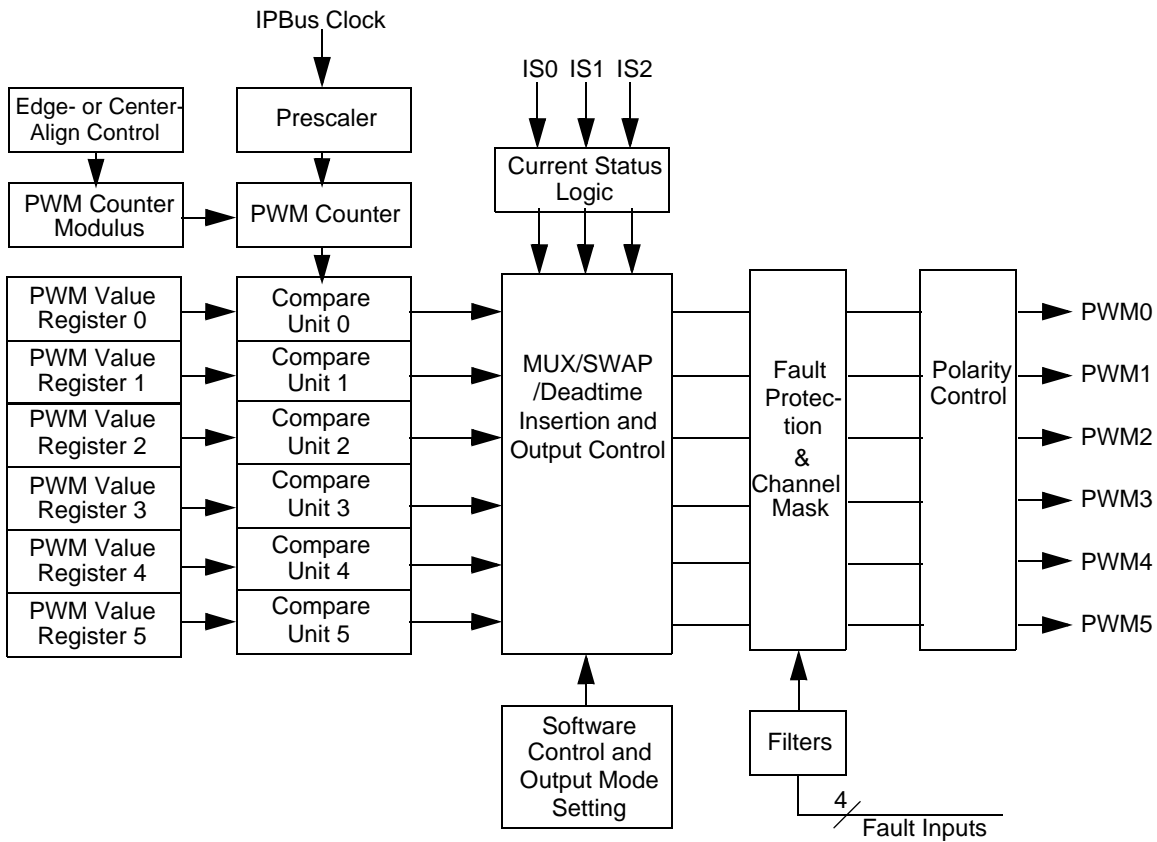 IPBus Clock
IS0 IS1 IS2
Edge- or Center-
Align Control
Prescaler
Current Status
Logic
PWM Counter
Modulus
PWM Counter
PWM Value
Register 0
Compare
Unit 0
PWM0
PWM Value
Register 1
Compare
Unit 1
PWM1
PWM Value
Register 2
Compare
Unit 2
PWM2
PWM Value
Register 3
Compare
Unit 3
PWM3
PWM Value
Register 4
Compare
Unit 4
PWM4
PWM Value
Register 5
Compare
Unit 5
PWM5
MUX/SWAP
/Deadtime
Insertion and
Output Control
Fault
Protec-
tion
&
Channel
Mask
Polarity
Control
Software
Control and
Output Mode
Setting
Filters
4
Fault Inputs